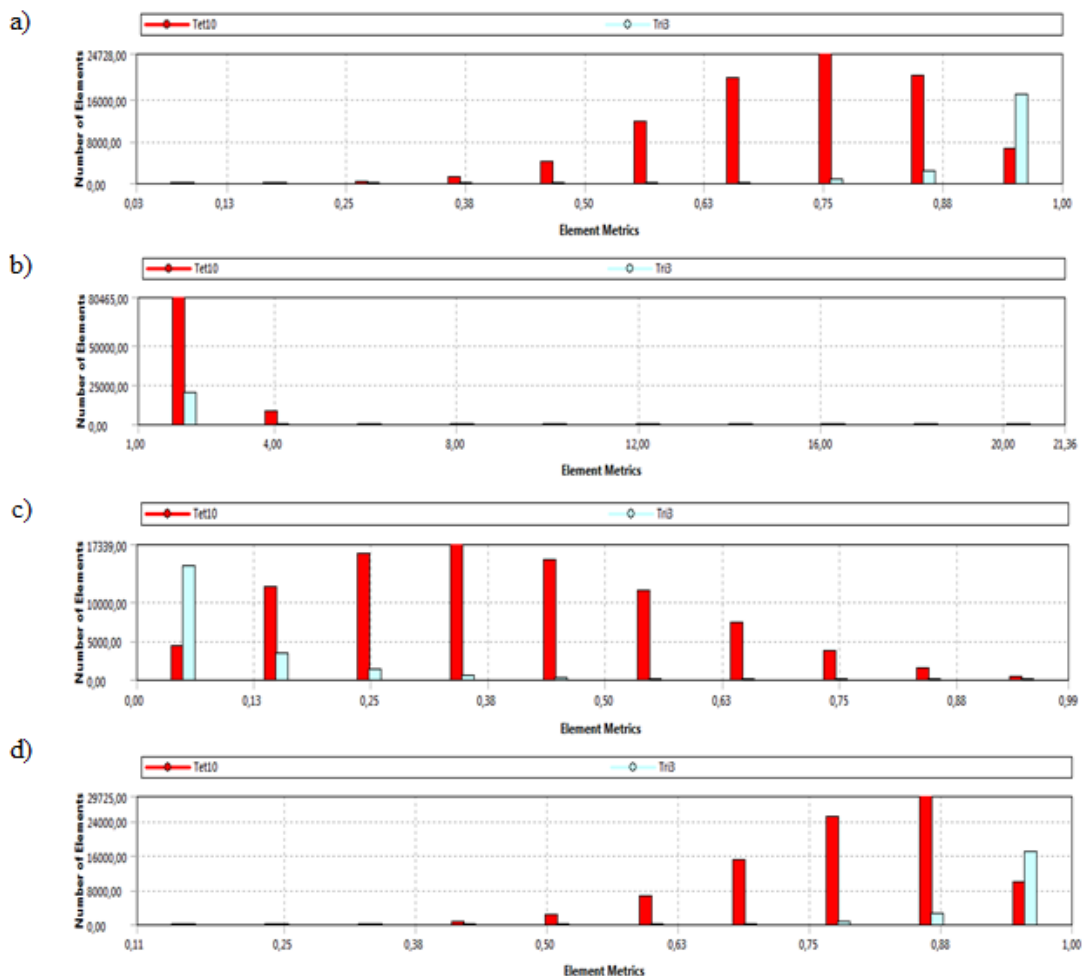 a)
Tet10 Tri3
Number of Elements
24728,00
16000,00
8000,00
0,00
0,03 0,13 0,25 0,38 0,50 0,63 0,75 0,88 1,00
Element Metrics
b)
Tet10 Tri3
Number of Elements
80465,00
50000,00
25000,00
0,00
1,00 4,00 8,00 12,00 16,00 20,00 21,36
Element Metrics
c)
Tet10 Tri3
Number of Elements
17339,00
10000,00
5000,00
0,00
0,00 0,13 0,25 0,38 0,50 0,63 0,75 0,88 0,99
Element Metrics
d)
Tet10 Tri3
Number of Elements
29725,00
24000,00
16000,00
8000,00
0,00
0,11 0,25 0,38 0,50 0,63 0,75 0,88 1,00
Element Metrics